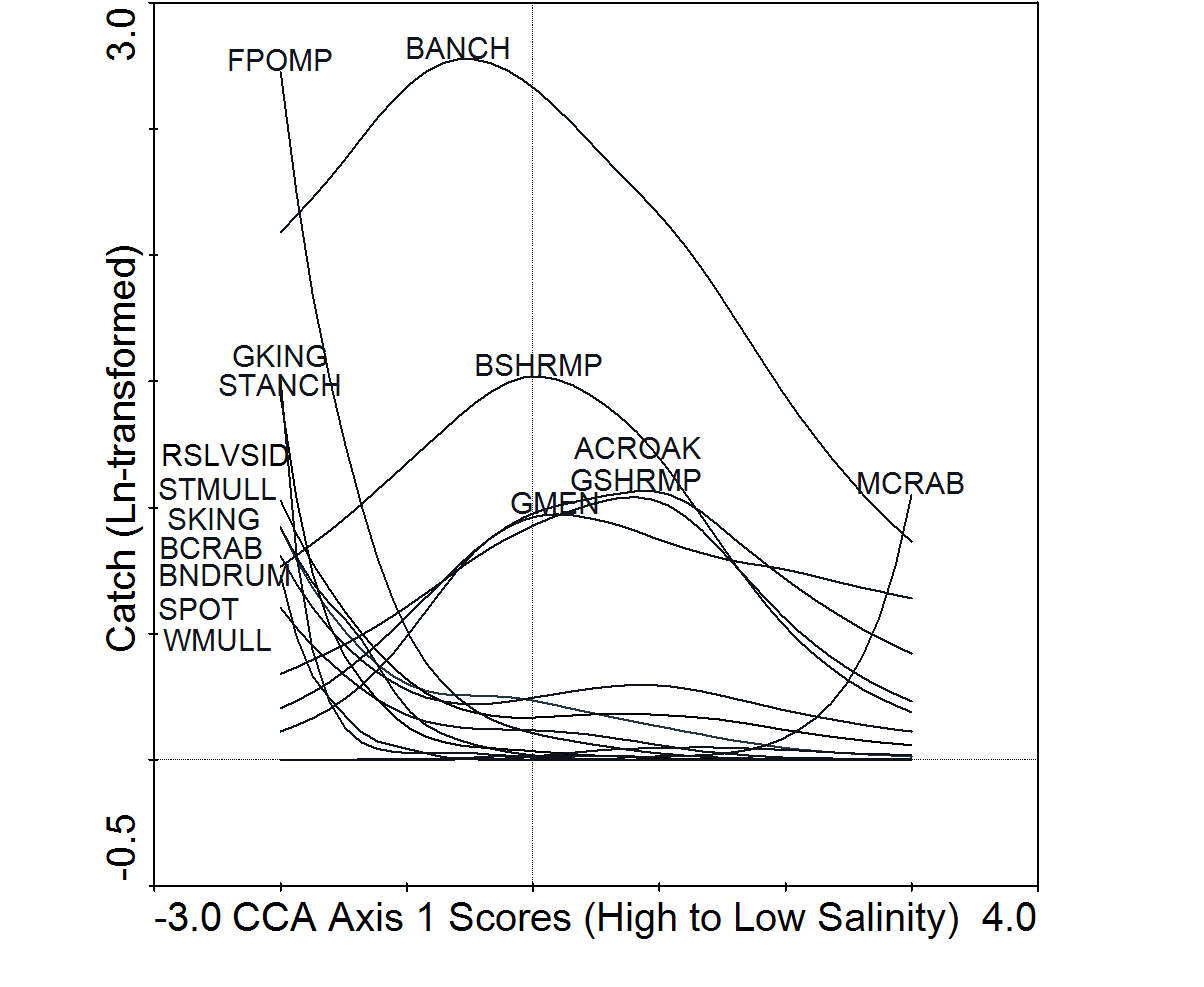 3.0
FPOMP
BANCH
GKING
STANCH
BSHRMP
RSLVSID
STMULL
SKING
BCRAB
BNDRUM
SPOT
WMULL
ACROAK
GSHRMP
GMEN
MCRAB
Catch (Ln-transformed)
-0.5
-3.0 CCA Axis 1 Scores (High to Low Salinity) 4.0